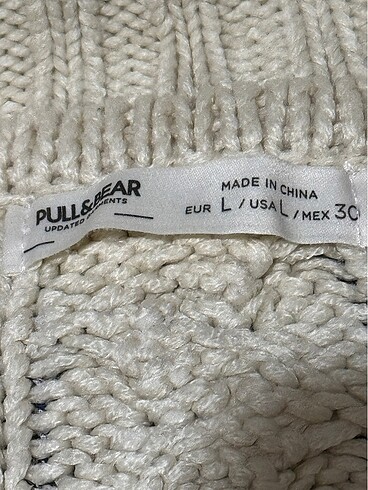 PULL&BEAR
UPDATED GARMENTS
MADE IN CHINA
EUR L / USA L / MEX 30